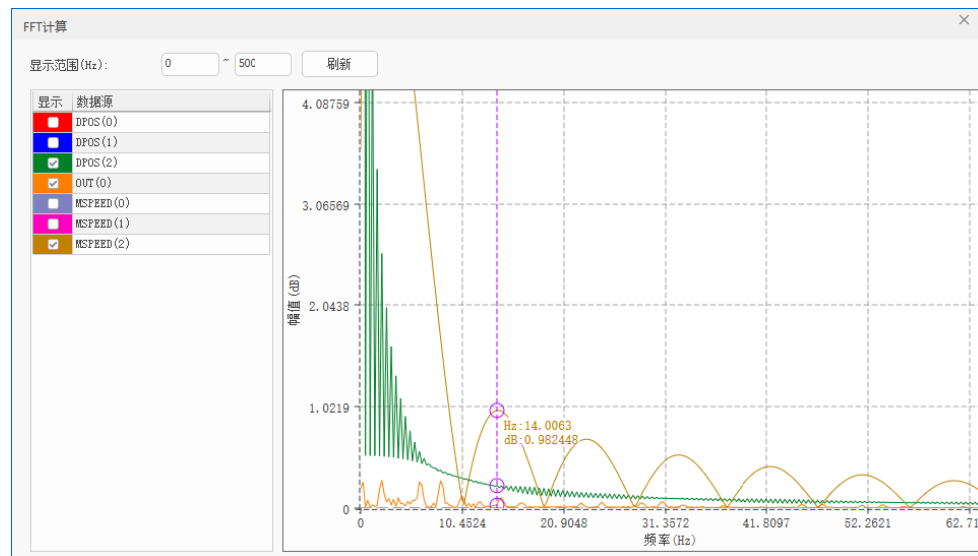 FFT计算
显示范围(Hz): 0 ~ 500 刷新
显示 数据源
DPOS(0)
DPOS(1)
DPOS(2)
OUT(0)
MSPEED(0)
MSPEED(1)
MSPEED(2)
幅值(dB)
4.08759
3.06569
2.0438
1.0219
0
Hz:14.0063
dB:0.982448
0 10.4524 20.9048 31.3572 41.8097 52.2621 62.71
频率(Hz)